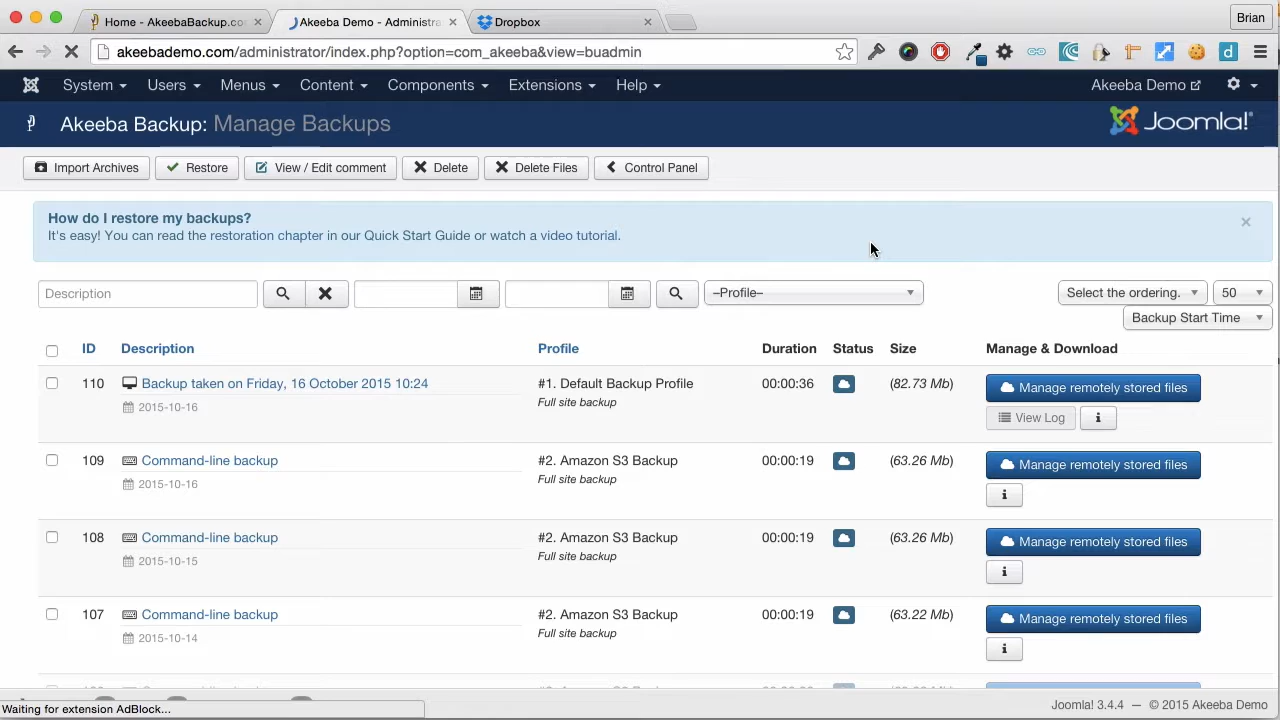 Home - AkeebaBackup.co
Akeeba Demo - Administra
Dropbox
Brian
akeebademo.com/administrator/index.php?option=com_akeeba&view=buadmin
System Users Menus Content Components Extensions Help Akeeba Demo
Akeeba Backup: Manage Backups
Joomla!
Import Archives Restore View / Edit comment Delete Delete Files Control Panel
How do I restore my backups?
It's easy! You can read the restoration chapter in our Quick Start Guide or watch a video tutorial.
Description –Profile– Select the ordering. 50
Backup Start Time
ID Description Profile Duration Status Size Manage & Download
110 Backup taken on Friday, 16 October 2015 10:24 #1. Default Backup Profile 00:00:36 (82.73 Mb) Manage remotely stored files
2015-10-16 Full site backup View Log i
109 Command-line backup #2. Amazon S3 Backup 00:00:19 (63.26 Mb) Manage remotely stored files
2015-10-16 Full site backup i
108 Command-line backup #2. Amazon S3 Backup 00:00:19 (63.26 Mb) Manage remotely stored files
2015-10-15 Full site backup i
107 Command-line backup #2. Amazon S3 Backup 00:00:19 (63.22 Mb) Manage remotely stored files
2015-10-14 Full site backup i
Waiting for extension AdBlock...
Joomla! 3.4.4 — © 2015 Akeeba Demo